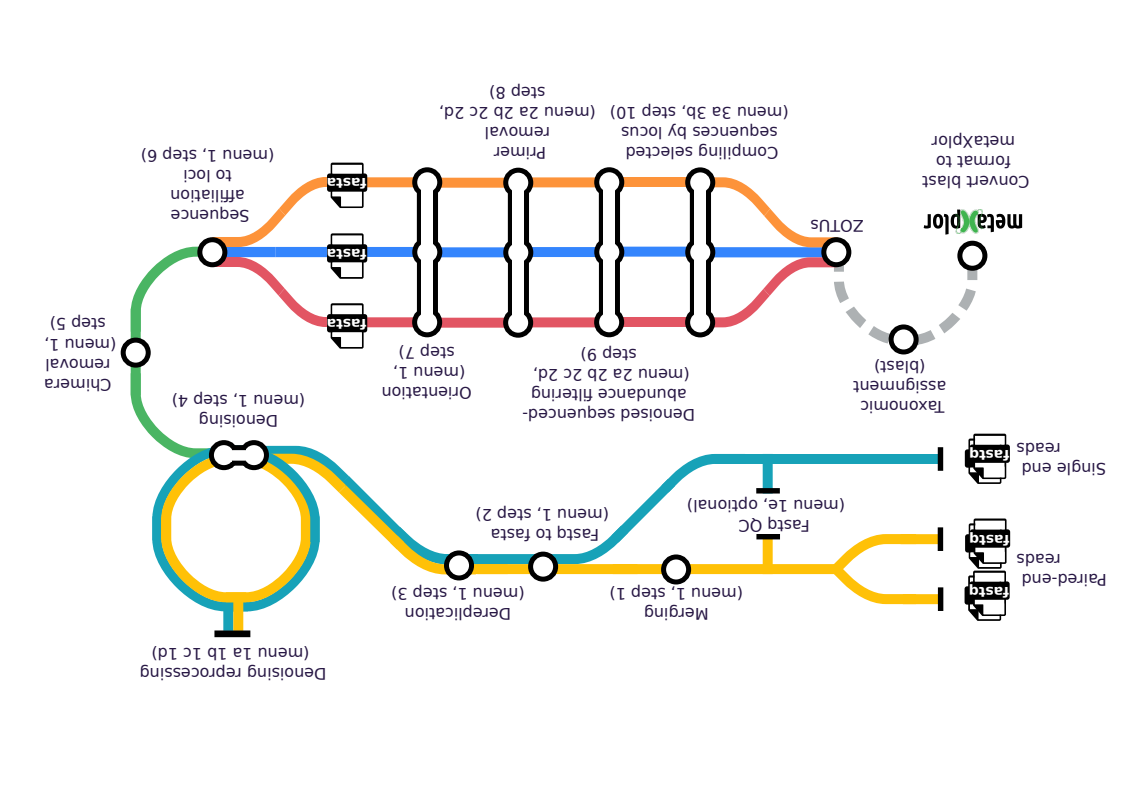 Paired-end
reads
fastq
fastq
Single end
reads
fastq
Fastq QC
(menu 1e, optional)
Merging
(menu 1, step 1)
Fastq to fasta
(menu 1, step 2)
Dereplication
(menu 1, step 3)
Denoising reprocessing
(menu 1a 1b 1c 1d)
Denoising
(menu 1, step 4)
Chimera
removal
(menu 1,
step 5)
Sequence
affiliation
to loci
(menu 1, step 6)
fasta
fasta
fasta
Orientation
(menu 1,
step 7)
Primer
removal
(menu 2a 2b 2c 2d,
step 8)
Denoised sequenced-
abundance filtering
(menu 2a 2b 2c 2d,
step 9)
Compiling selected
sequences by locus
(menu 3a 3b, step 10)
ZOTUs
Taxonomic
assignment
(blast)
metaXplor
Convert blast
format to
metaXplor